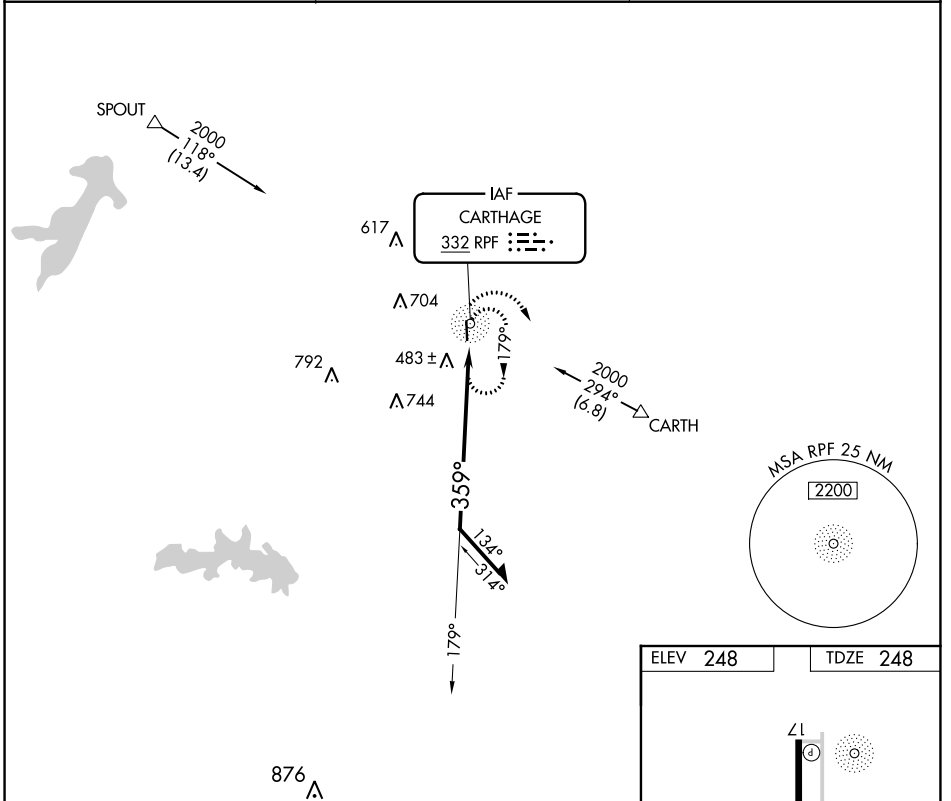 SPOUT
2000
118°
(13.4)
IAF
CARTHAGE
332 RPF
617
704
792
483 ±
179°
744
2000
294°
(6.8)
CARTH
MSA RPF 25 NM
2200
359°
134°
314°
179°
ELEV 248
TDZE 248
17
P
876